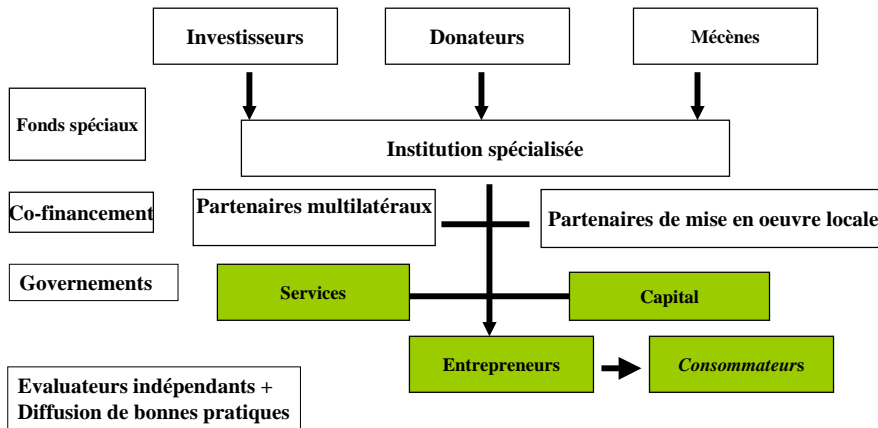 Investisseurs
Donateurs
Mécènes
Fonds spéciaux
Institution spécialisée
Co-financement
Partenaires multilatéraux
Partenaires de mise en oeuvre locale
Governements
Services
Capital
Entrepreneurs
Consommateurs
Evaluateurs indépendants +
Diffusion de bonnes pratiques